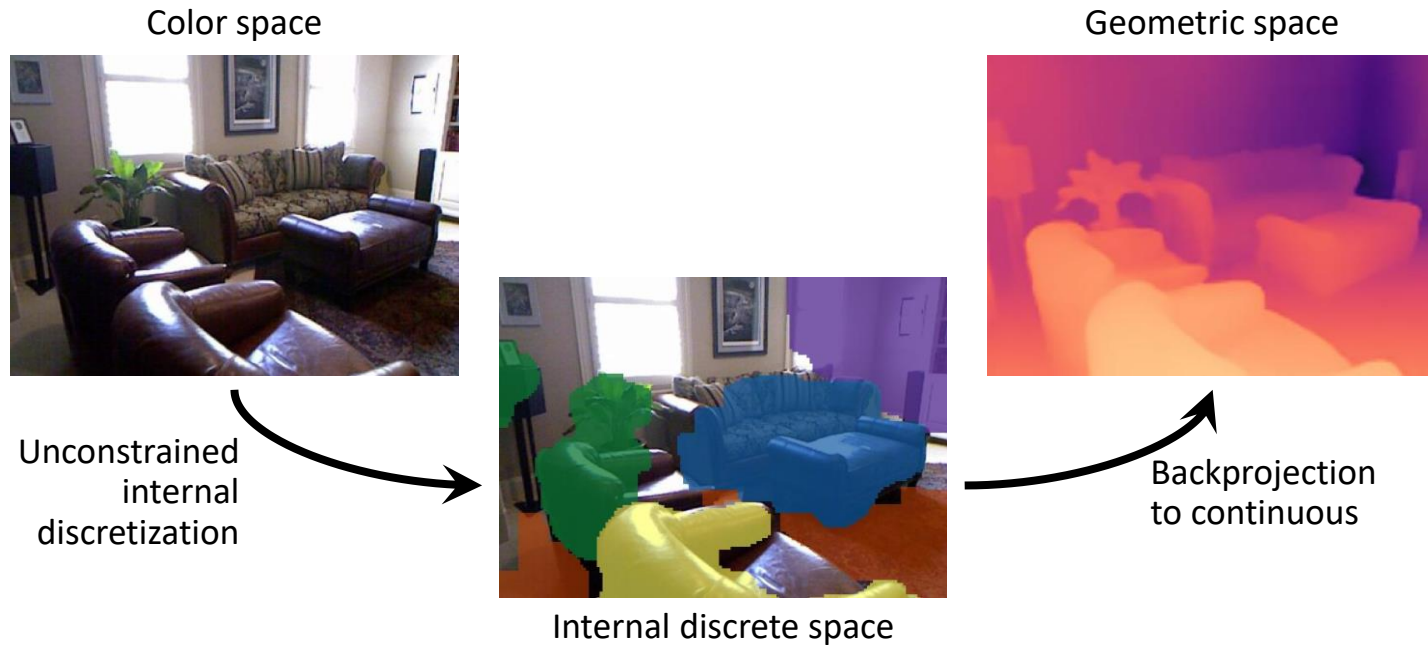 Color space
Geometric space
Unconstrained
internal
discretization
Backprojection
to continuous
Internal discrete space